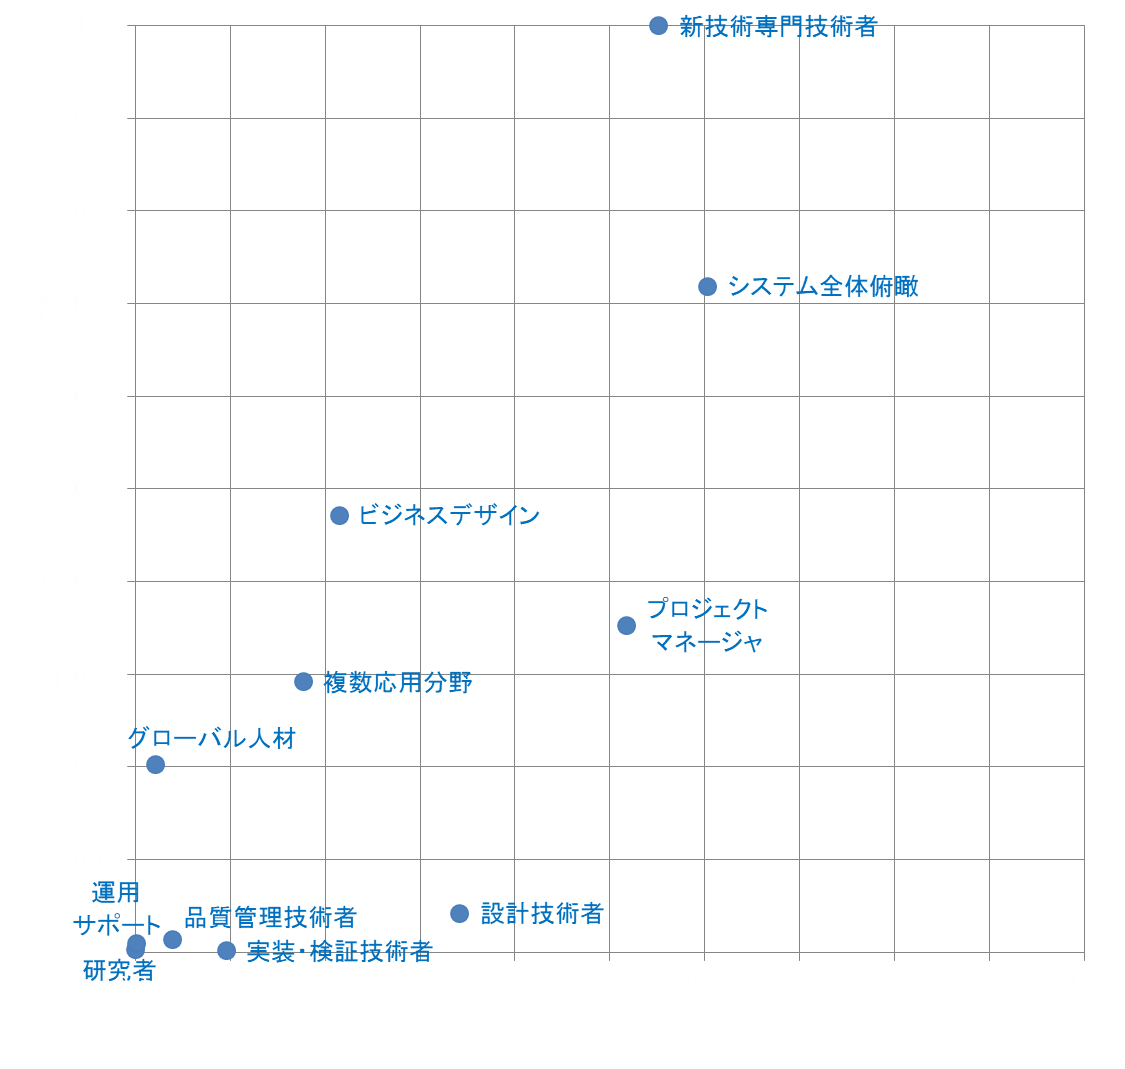 新技術専門技術者
システム全体俯瞰
ビジネスデザイン
プロジェクト
マネージャ
複数応用分野
グローバル人材
運用
サポート
品質管理技術者
設計技術者
実装・検証技術者
研究者